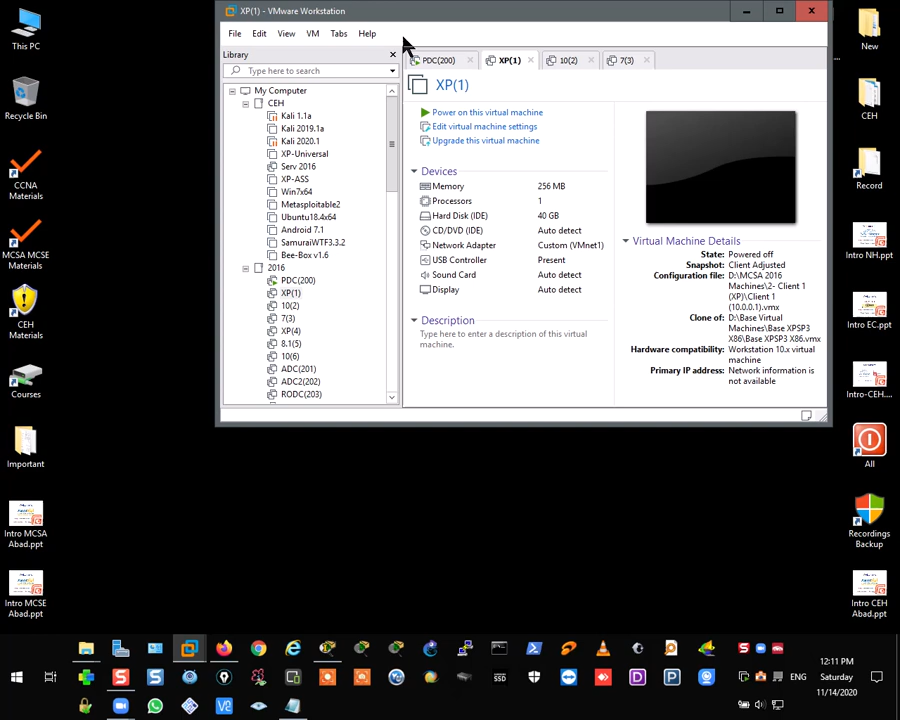 XP(1) - VMware Workstation
File Edit View VM Tabs Help
Library
Type here to search
My Computer
CEH
Kali 1.1a
Kali 2019.1a
Kali 2020.1
XP-Universal
Serv 2016
XP-ASS
Win7x64
Metasploitable2
Ubuntu18.4x64
Android 7.1
SamuraiWTF3.3.2
Bee-Box v1.6
2016
PDC(200)
XP(1)
10(2)
7(3)
XP(4)
8.1(5)
10(6)
ADC(201)
ADC2(202)
RODC(203)
PDC(200) XP(1) 10(2) 7(3)
XP(1)
Power on this virtual machine
Edit virtual machine settings
Upgrade this virtual machine
Devices
Memory 256 MB
Processors 1
Hard Disk (IDE) 40 GB
CD/DVD (IDE) Auto detect
Network Adapter Custom (VMnet1)
USB Controller Present
Sound Card Auto detect
Display Auto detect
Description
Type here to enter a description of this virtual
machine.
Virtual Machine Details
State: Powered off
Snapshot: Client Adjusted
Configuration file: D:\MCSA 2016
Machines\2- Client 1
(XP)\Client 1
(10.0.0.1).vmx
Clone of: D:\Base Virtual
Machines\Base XPSP3
X86\Base XPSP3 X86.vmx
Hardware compatibility: Workstation 10.x virtual
machine
Primary IP address: Network information is
not available
This PC
Recycle Bin
CCNA
Materials
MCSA MCSE
Materials
CEH
Materials
Courses
Important
Intro MCSA
Abad.ppt
Intro MCSE
Abad.ppt
New
...
CEH
Record
Intro NH.ppt
Intro EC.ppt
Intro-CEH....
All
Recordings
Backup
Intro CEH
Abad.ppt
SSD
ENG
12:11 PM
Saturday
11/14/2020